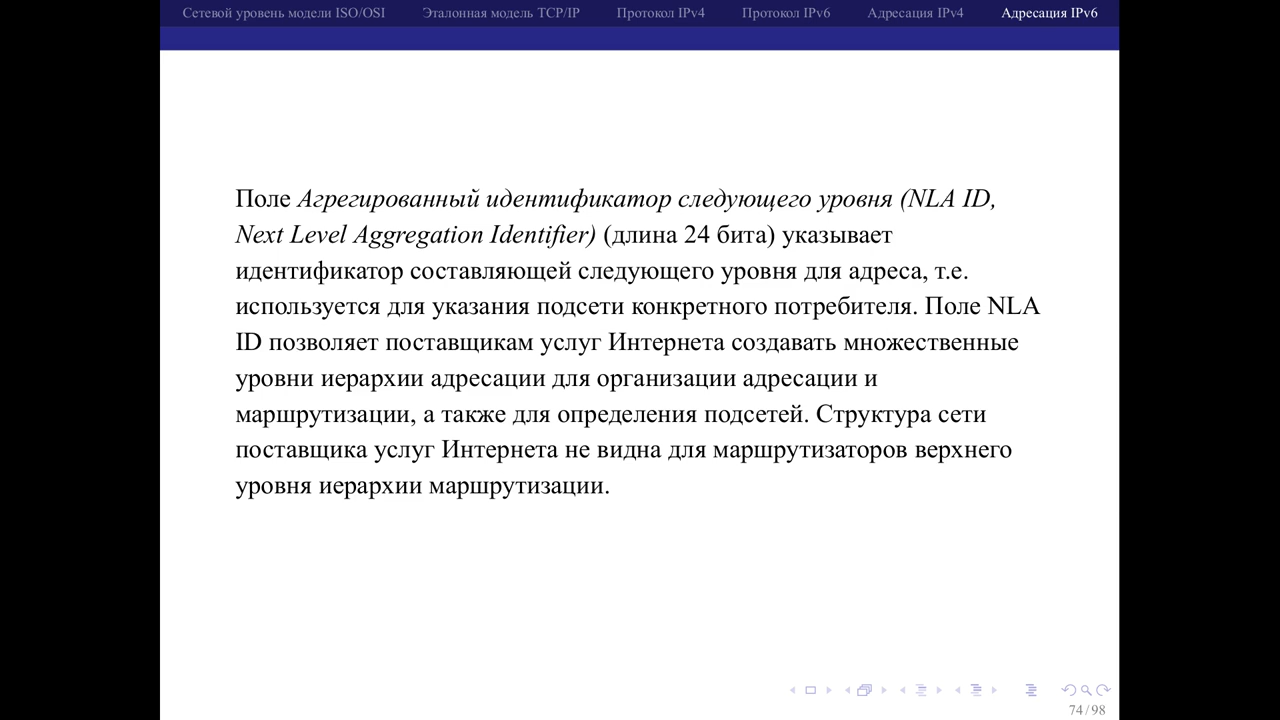 Сетевой уровень модели ISO/OSI Эталонная модель TCP/IP Протокол IPv4 Протокол IPv6 Адресация IPv4 Адресация IPv6
Поле Агрегированный идентификатор следующего уровня (NLA ID,
Next Level Aggregation Identifier) (длина 24 бита) указывает
идентификатор составляющей следующего уровня для адреса, т.е.
используется для указания подсети конкретного потребителя. Поле NLA
ID позволяет поставщикам услуг Интернета создавать множественные
уровни иерархии адресации для организации адресации и
маршрутизации, а также для определения подсетей. Структура сети
поставщика услуг Интернета не видна для маршрутизаторов верхнего
уровня иерархии маршрутизации.
74 / 98